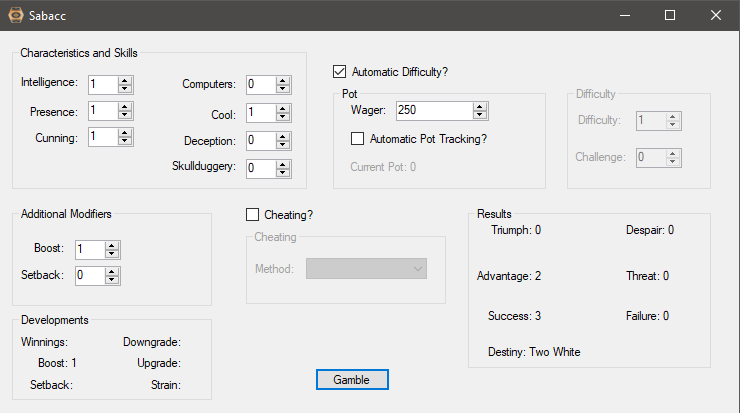 Sabacc
Characteristics and Skills
Intelligence: 1
Computers: 0
Presence: 1
Cool: 1
Cunning: 1
Deception: 0
Skullduggery: 0
Automatic Difficulty?
Pot
Wager: 250
Automatic Pot Tracking?
Current Pot: 0
Difficulty
Difficulty: 1
Challenge: 0
Additional Modifiers
Boost: 1
Setback: 0
Cheating?
Cheating
Method:
Results
Triumph: 0
Despair: 0
Advantage: 2
Threat: 0
Success: 3
Failure: 0
Destiny: Two White
Developments
Winnings:
Downgrade:
Boost: 1
Upgrade:
Setback:
Strain:
Gamble